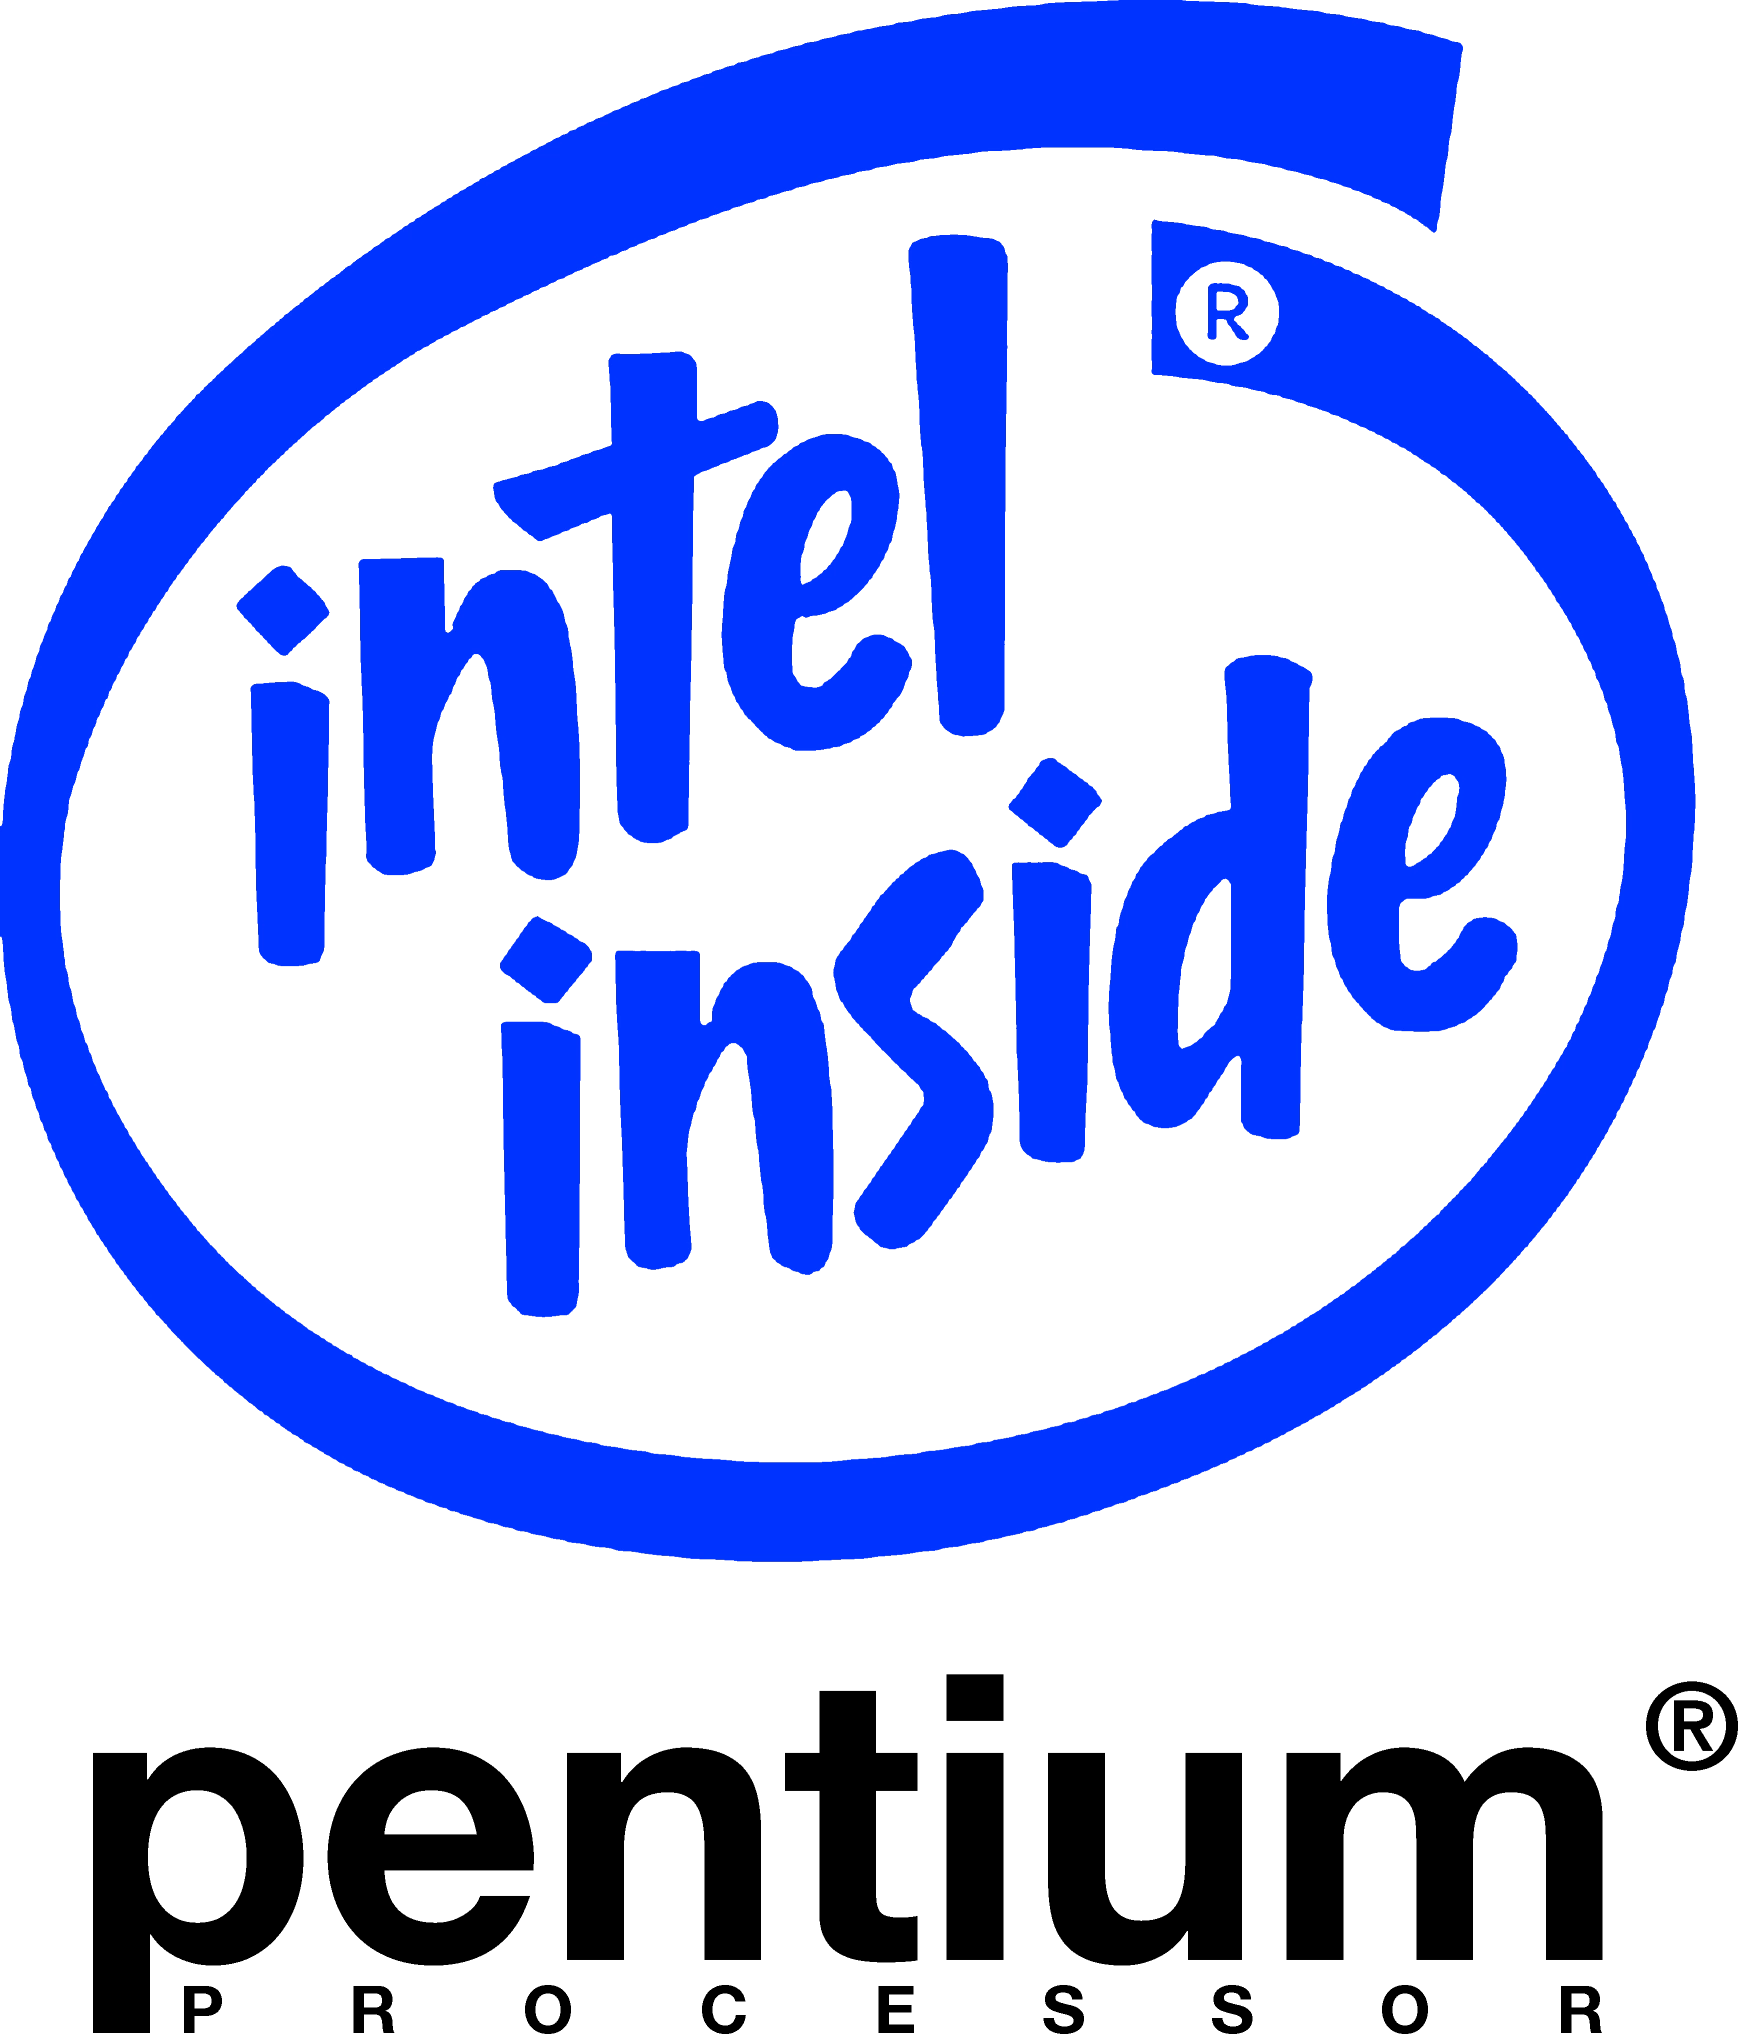 intel ®
inside
pentium®
PROCESSOR